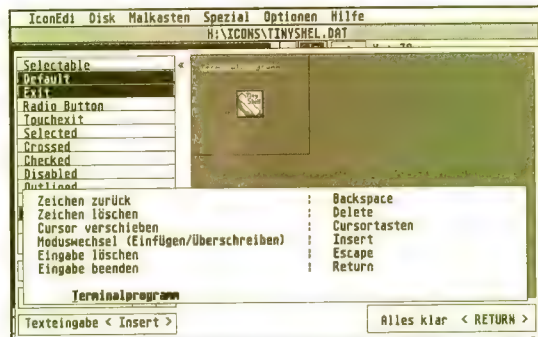 IconEdi Disk Malkasten Spezial Optionen Hilfe
H:\ICONS\TINYSHEL.DAT
Selectable
Default
Exit
Radio Button
Touchexit
Selected
Crossed
Checked
Disabled
Outlined
Zeichen zurück : Backspace
Zeichen löschen : Delete
Cursor verschieben : Cursortasten
Moduswechsel (Einfügen/Überschreiben) : Insert
Eingabe löschen : Escape
Eingabe beenden : Return
Terminalprogramm
Texteingabe < Insert > Alles klar < RETURN >